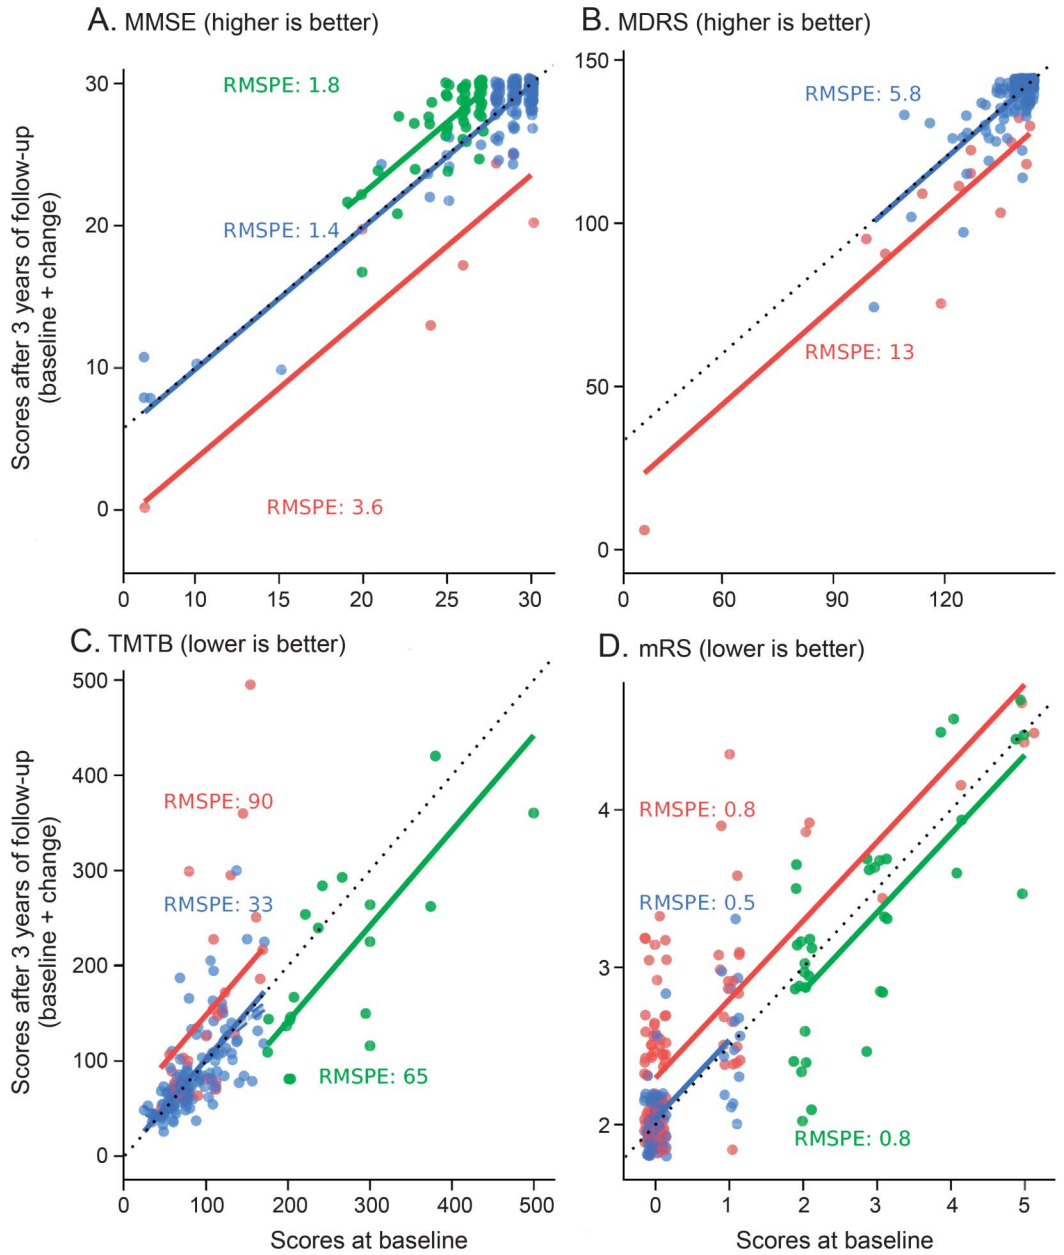 A. MMSE (higher is better)
B. MDRS (higher is better)
Scores after 3 years of follow-up
(baseline + change)
30
20
10
0
RMSPE: 1.8
RMSPE: 1.4
RMSPE: 3.6
0 10 15 20 25 30
150
100
50
0
RMSPE: 5.8
RMSPE: 13
0 60 90 120
C. TMTB (lower is better)
D. mRS (lower is better)
Scores after 3 years of follow-up
(baseline + change)
500
400
300
200
100
0
RMSPE: 90
RMSPE: 33
RMSPE: 65
0 100 200 300 400 500
Scores at baseline
4
3
2
RMSPE: 0.8
RMSPE: 0.5
RMSPE: 0.8
0 1 2 3 4 5
Scores at baseline